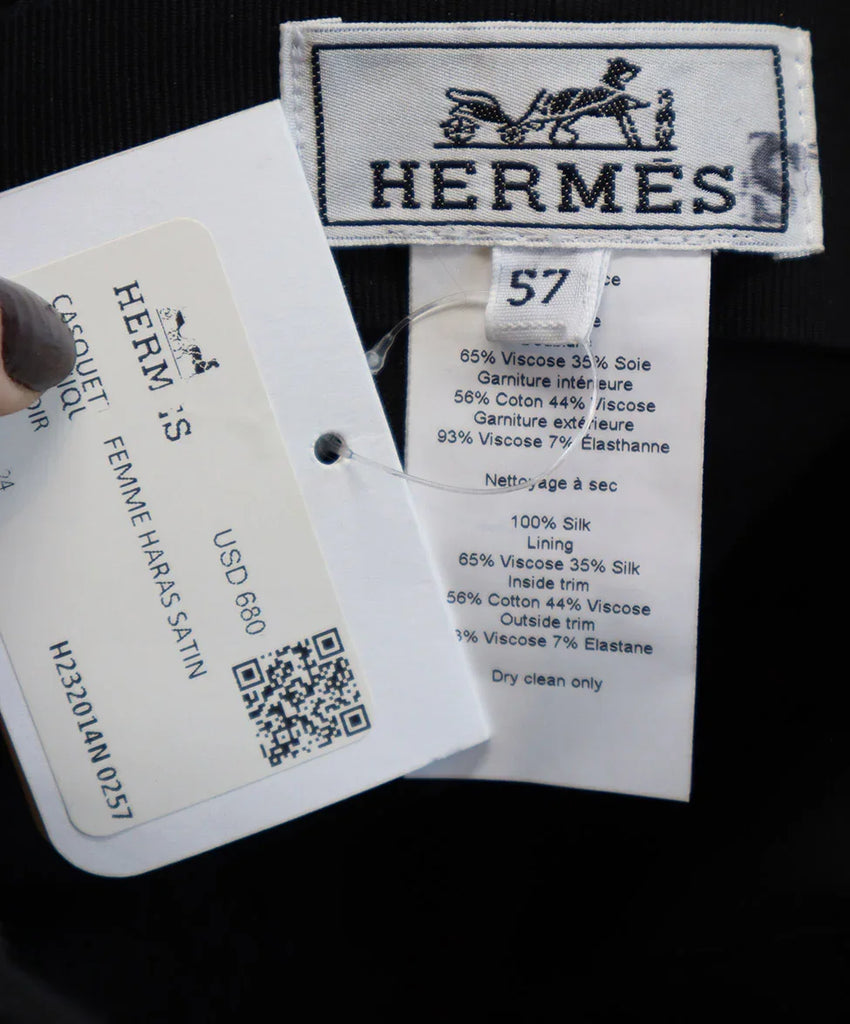 HERMÈS
57
65% Viscose 35% Soie
Garniture intérieure
56% Coton 44% Viscose
Garniture extérieure
93% Viscose 7% Élasthanne
Nettoyage à sec
100% Silk
Lining
65% Viscose 35% Silk
Inside trim
56% Cotton 44% Viscose
Outside trim
3% Viscose 7% Elastane
Dry clean only
HERMS
CASQUET
FEMME HARAS SATIN
USD 680
H232014N 0257